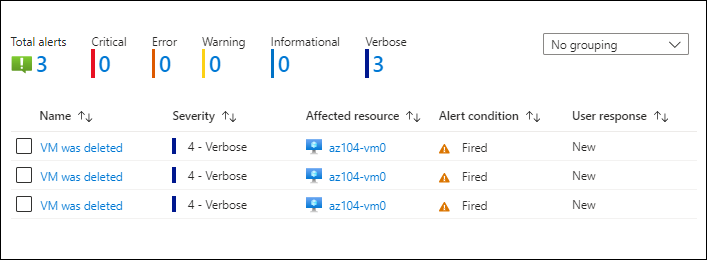 Total alerts Critical Error Warning Informational Verbose
3 0 0 0 0 3
No grouping
Name Severity Affected resource Alert condition User response
VM was deleted 4 - Verbose az104-vm0 Fired New
VM was deleted 4 - Verbose az104-vm0 Fired New
VM was deleted 4 - Verbose az104-vm0 Fired New